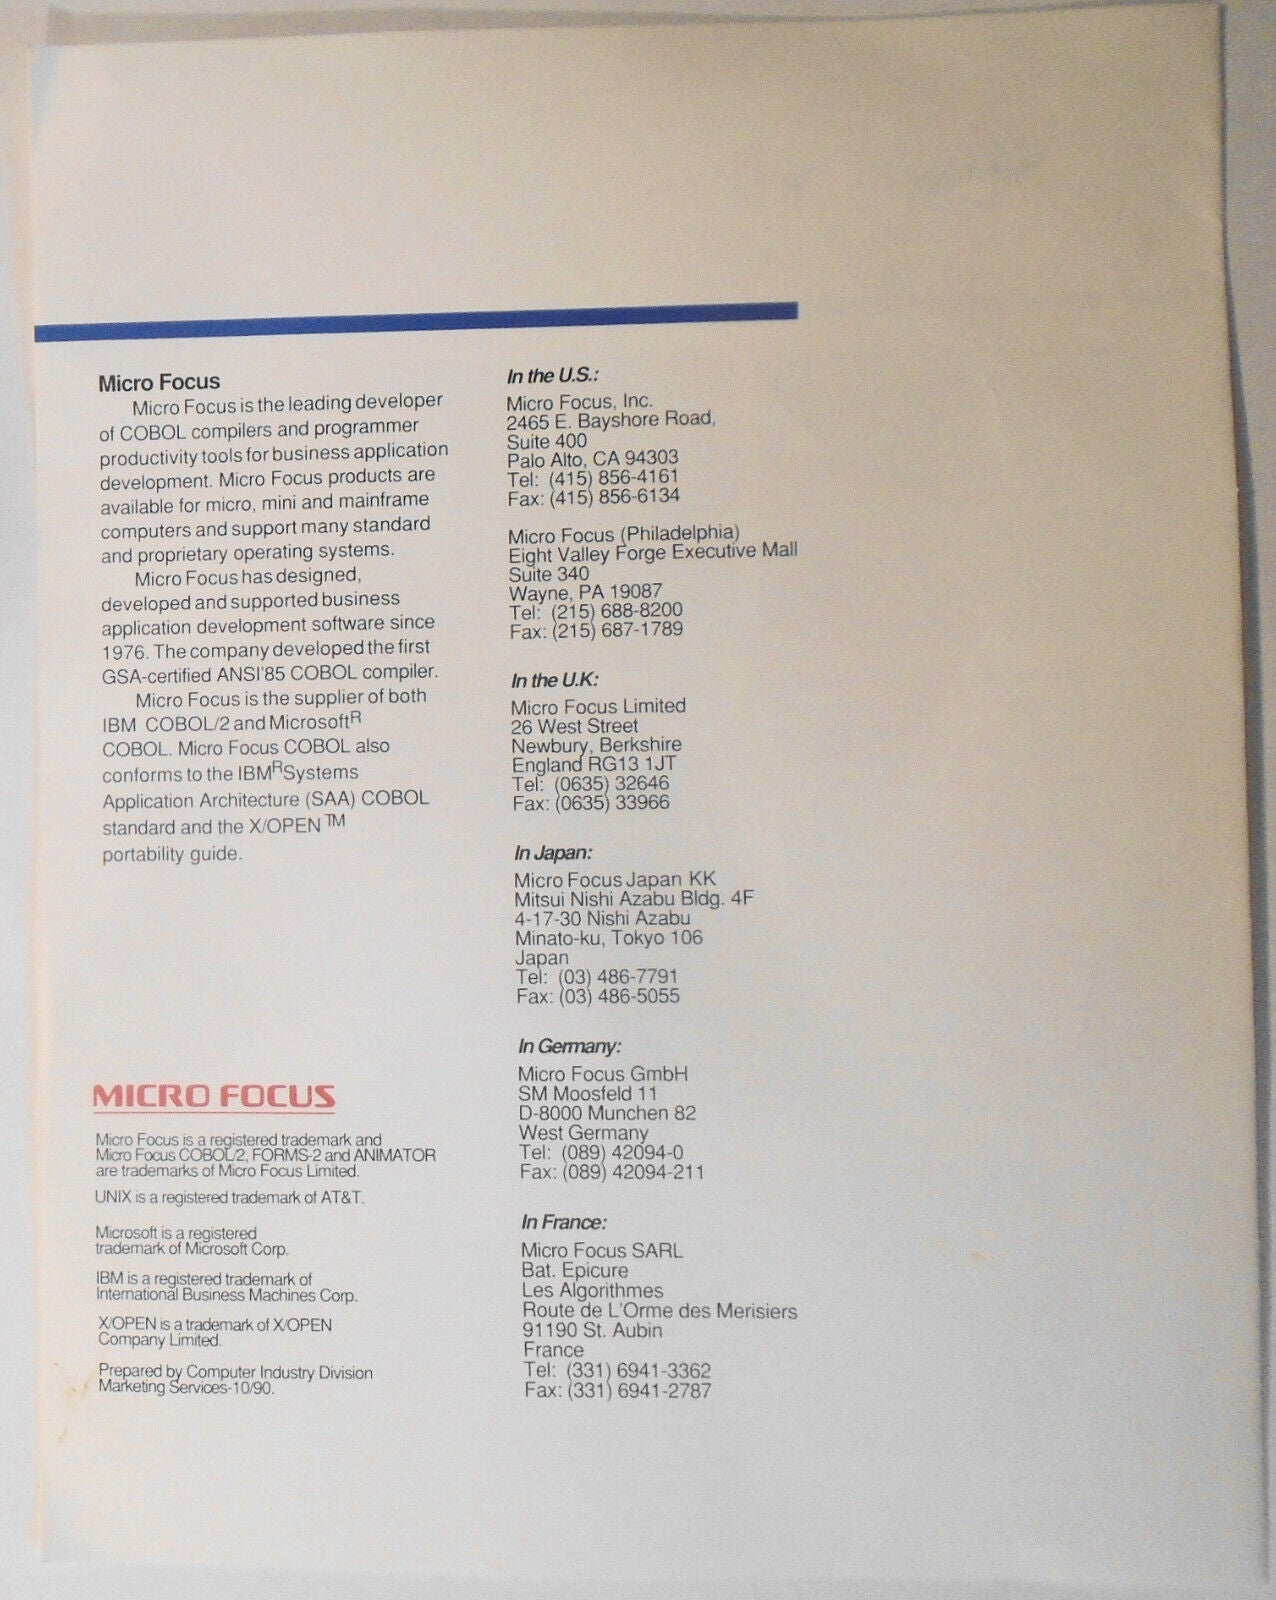 Micro Focus
Micro Focus is the leading developer
of COBOL compilers and programmer
productivity tools for business application
development. Micro Focus products are
available for micro, mini and mainframe
computers and support many standard
and proprietary operating systems.
Micro Focus has designed,
developed and supported business
application development software since
1976. The company developed the first
GSA-certified ANSI'85 COBOL compiler.
Micro Focus is the supplier of both
IBM COBOL/2 and MicrosoftR
COBOL. Micro Focus COBOL also
conforms to the IBMRSystems
Application Architecture (SAA) COBOL
standard and the X/OPEN TM
portability guide.
MICRO FOCUS
Micro Focus is a registered trademark and
Micro Focus COBOL/2, FORMS-2 and ANIMATOR
are trademarks of Micro Focus Limited.
UNIX is a registered trademark of AT&T.
Microsoft is a registered
trademark of Microsoft Corp.
IBM is a registered trademark of
International Business Machines Corp.
X/OPEN is a trademark of X/OPEN
Company Limited.
Prepared by Computer Industry Division
Marketing Services-10/90.
In the U.S.:
Micro Focus, Inc.
2465 E. Bayshore Road,
Suite 400
Palo Alto, CA 94303
Tel: (415) 856-4161
Fax: (415) 856-6134
Micro Focus (Philadelphia)
Eight Valley Forge Executive Mall
Suite 340
Wayne, PA 19087
Tel: (215) 688-8200
Fax: (215) 687-1789
In the U.K:
Micro Focus Limited
26 West Street
Newbury, Berkshire
England RG13 1JT
Tel: (0635) 32646
Fax: (0635) 33966
In Japan:
Micro Focus Japan KK
Mitsui Nishi Azabu Bldg. 4F
4-17-30 Nishi Azabu
Minato-ku, Tokyo 106
Japan
Tel: (03) 486-7791
Fax: (03) 486-5055
In Germany:
Micro Focus GmbH
SM Moosfeld 11
D-8000 Munchen 82
West Germany
Tel: (089) 42094-0
Fax: (089) 42094-211
In France:
Micro Focus SARL
Bat. Epicure
Les Algorithmes
Route de L'Orme des Merisiers
91190 St. Aubin
France
Tel: (331) 6941-3362
Fax: (331) 6941-2787